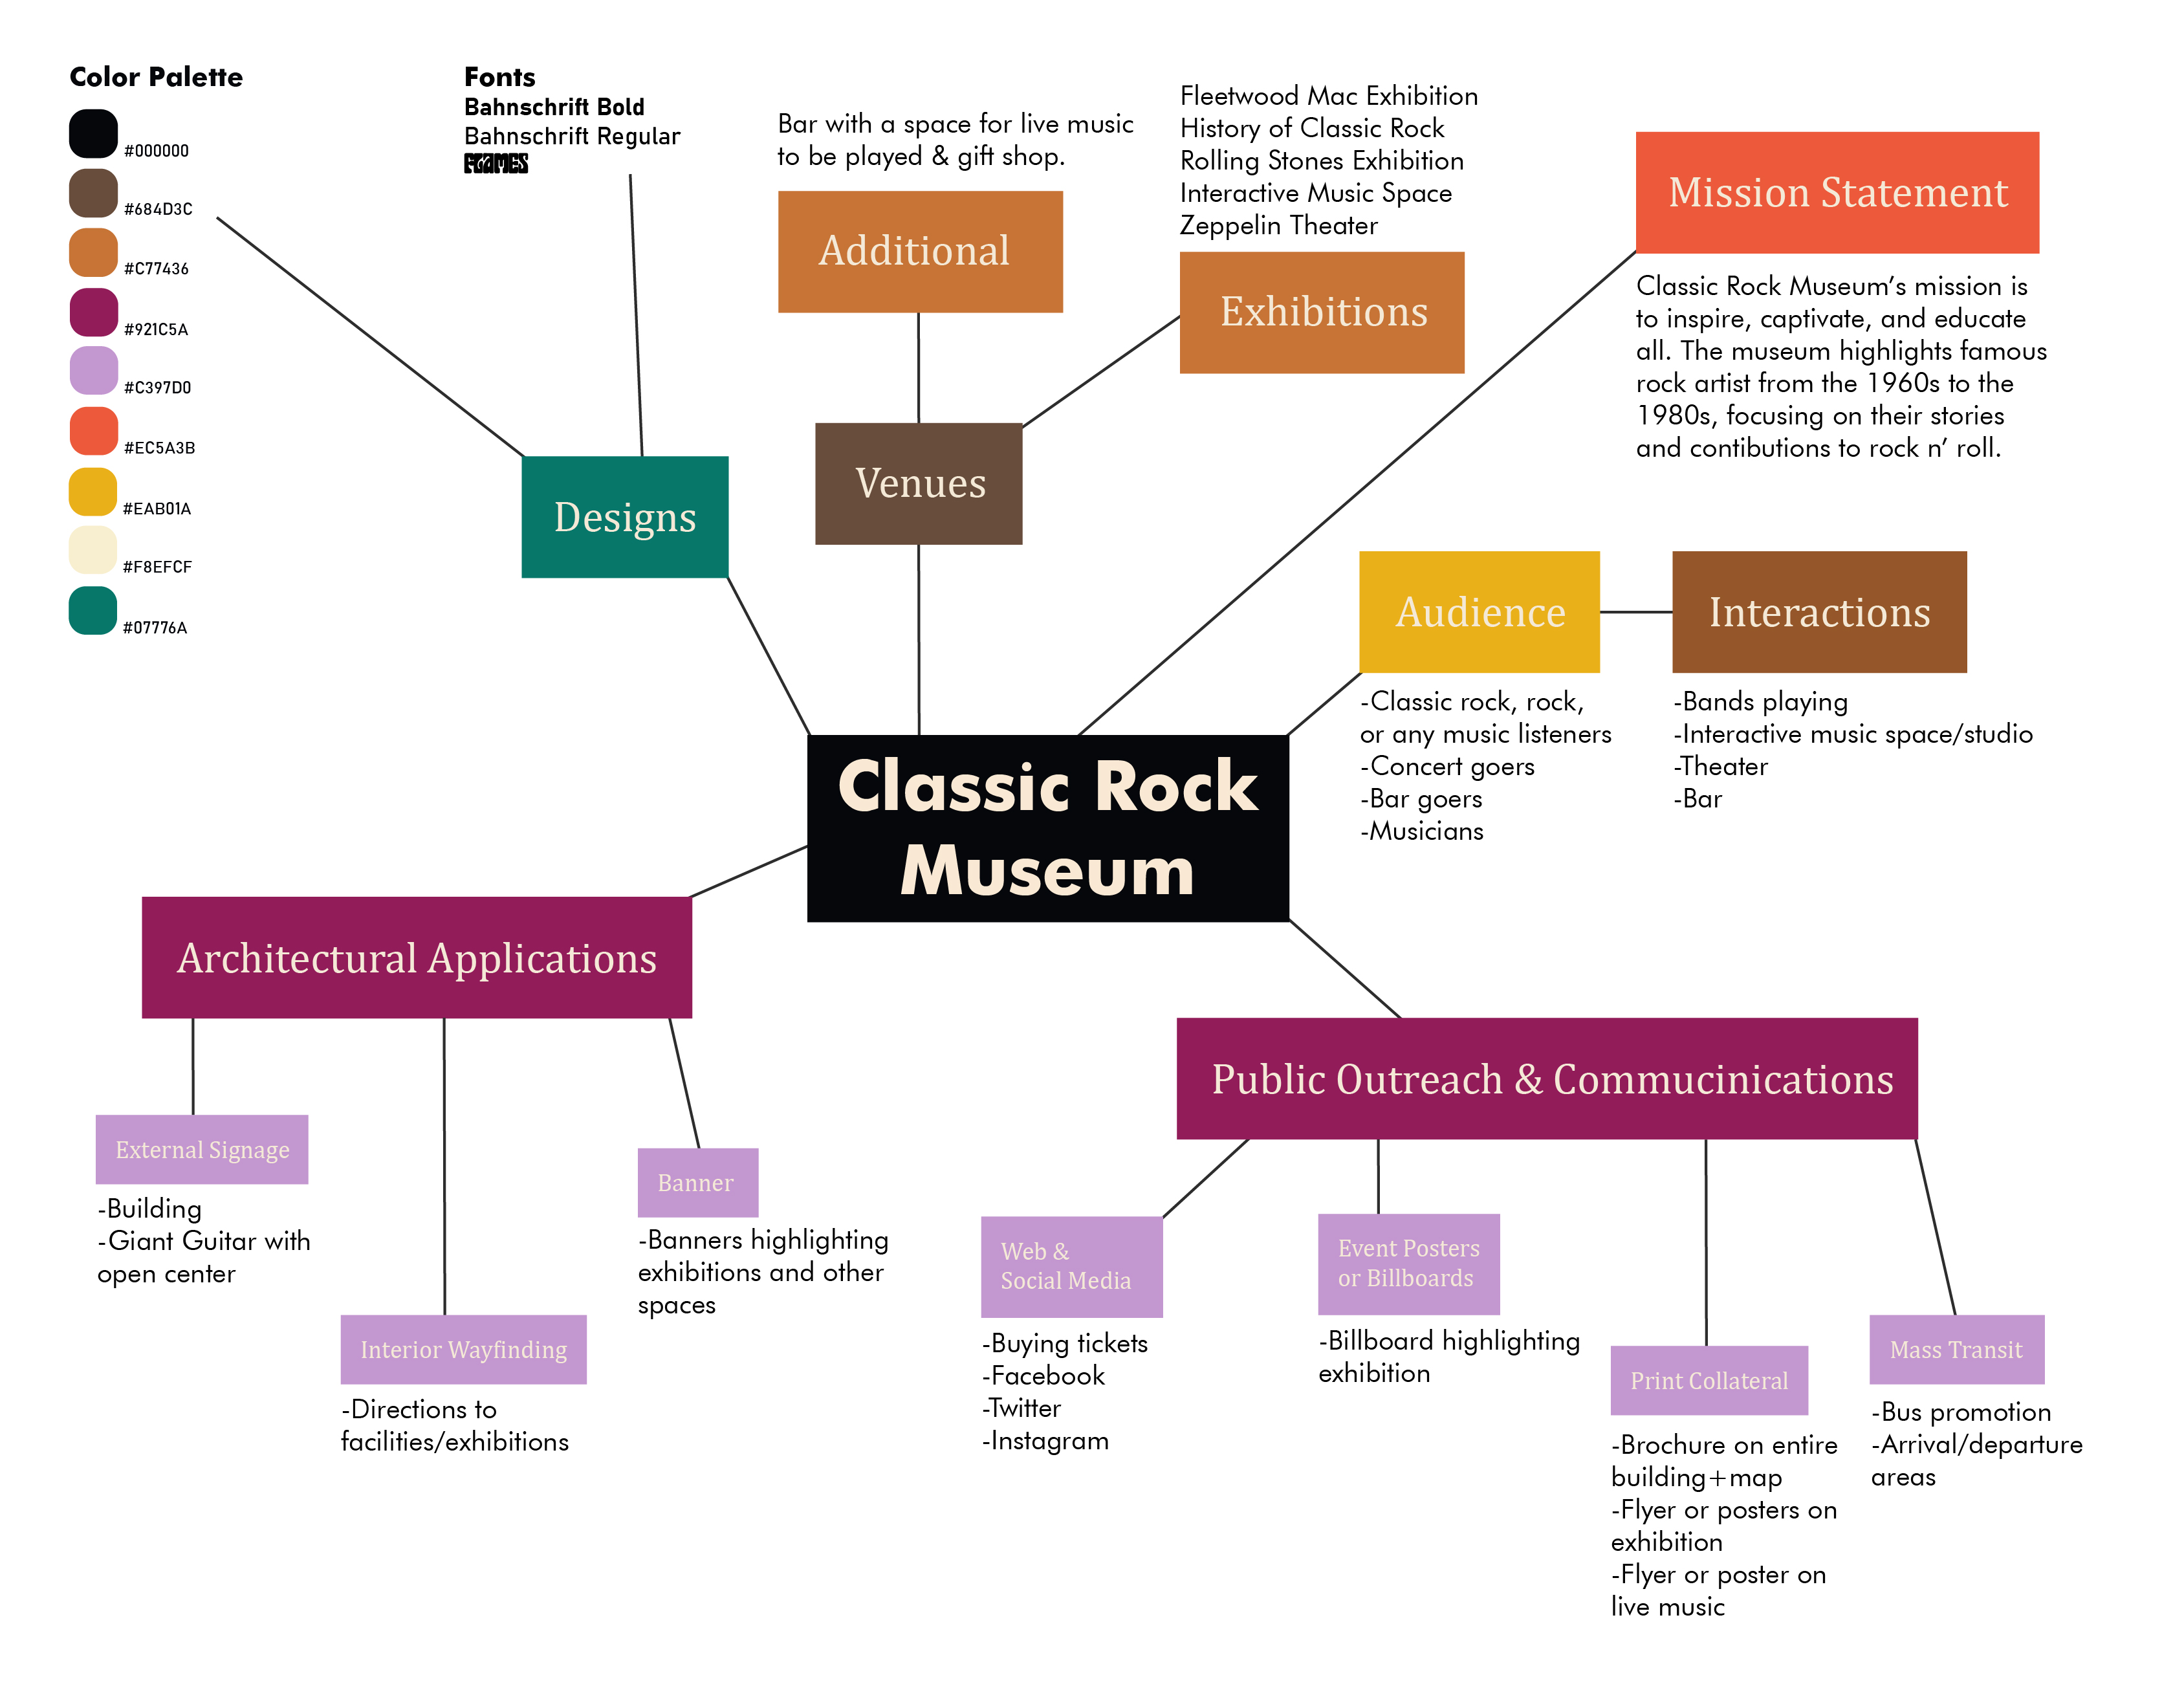 Color Palette
#000000
#684D3C
#C77436
#921C5A
#C397D0
#EC5A3B
#EAB01A
#F8EFCF
#07776A
Fonts
Bahnschrift Bold
Bahnschrift Regular
FRAMES
Bar with a space for live music
to be played & gift shop.
Additional
Fleetwood Mac Exhibition
History of Classic Rock
Rolling Stones Exhibition
Interactive Music Space
Zeppelin Theater
Exhibitions
Mission Statement
Classic Rock Museum's mission is
to inspire, captivate, and educate
all. The museum highlights famous
rock artist from the 1960s to the
1980s, focusing on their stories
and contibutions to rock n' roll.
Designs
Venues
Audience
-Classic rock, rock,
or any music listeners
-Concert goers
-Bar goers
-Musicians
Interactions
-Bands playing
-Interactive music space/studio
-Theater
-Bar
Classic Rock
Museum
Architectural Applications
External Signage
-Building
-Giant Guitar with
open center
Interior Wayfinding
-Directions to
facilities/exhibitions
Banner
-Banners highlighting
exhibitions and other
spaces
Public Outreach & Commucinications
Web &
Social Media
-Buying tickets
-Facebook
-Twitter
-Instagram
Event Posters
or Billboards
-Billboard highlighting
exhibition
Print Collateral
-Brochure on entire
building+map
-Flyer or posters on
exhibition
-Flyer or poster on
live music
Mass Transit
-Bus promotion
-Arrival/departure
areas